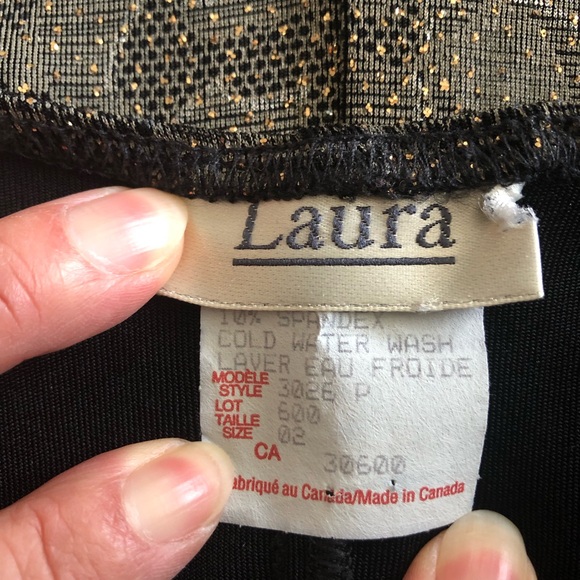 Laura
10% SPANDEX
COLD WATER WASH
LAVER EAU FROIDE
MODÈLE
STYLE 3026 P
LOT 600
TAILLE
SIZE 02
CA 30600
Fabriqué au Canada/Made in Canada